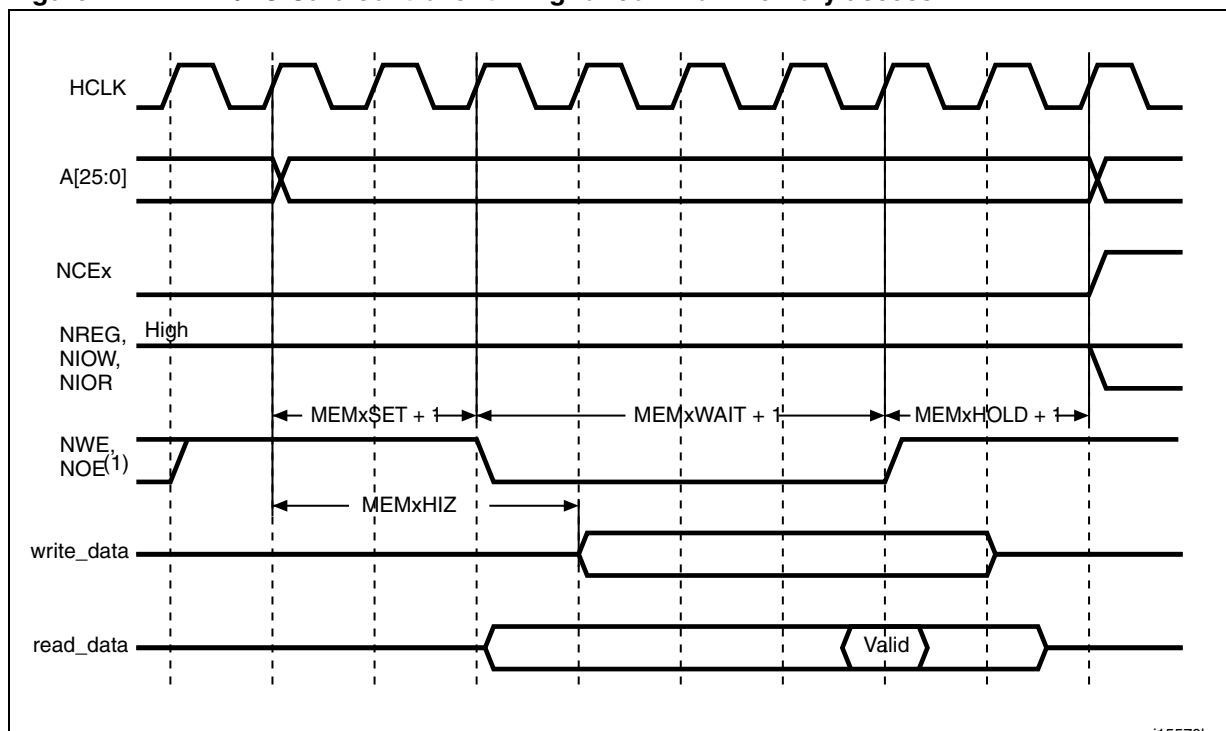 HCLK
A[25:0]
NCEx
High
NREG,
NIOW,
NIOR
MEMxSET + 1
MEMxWAIT + 1
MEMxHOLD + 1
NWE,
NOE(1)
MEMxHIZ
write_data
read_data
Valid